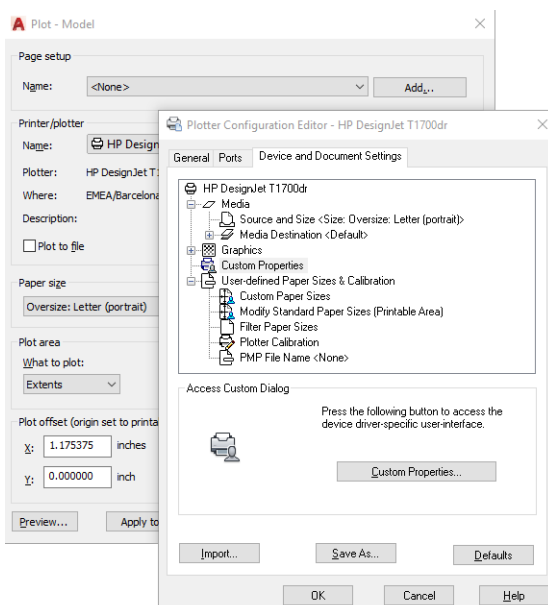 Plot - Model
Page setup
Name:
<None>
Add...
Printer/plotter
Name:
HP Design
Plotter:
HP DesignJet T1
Where:
EMEA/Barcelona
Description:
Plot to file
Paper size
Oversize: Letter (portrait)
Plot area
What to plot:
Extents
Plot offset (origin set to printa
X:
1.175375
inches
Y:
0.000000
inch
Preview...
Apply to
Plotter Configuration Editor - HP DesignJet T1700dr
General
Ports
Device and Document Settings
HP DesignJet T1700dr
Media
Source and Size <Size: Oversize: Letter (portrait)>
Media Destination <Default>
Graphics
Custom Properties
User-defined Paper Sizes & Calibration
Custom Paper Sizes
Modify Standard Paper Sizes (Printable Area)
Filter Paper Sizes
Plotter Calibration
PMP File Name <None>
Access Custom Dialog
Press the following button to access the
device driver-specific user-interface.
Custom Properties...
Import...
Save As...
Defaults
OK
Cancel
Help